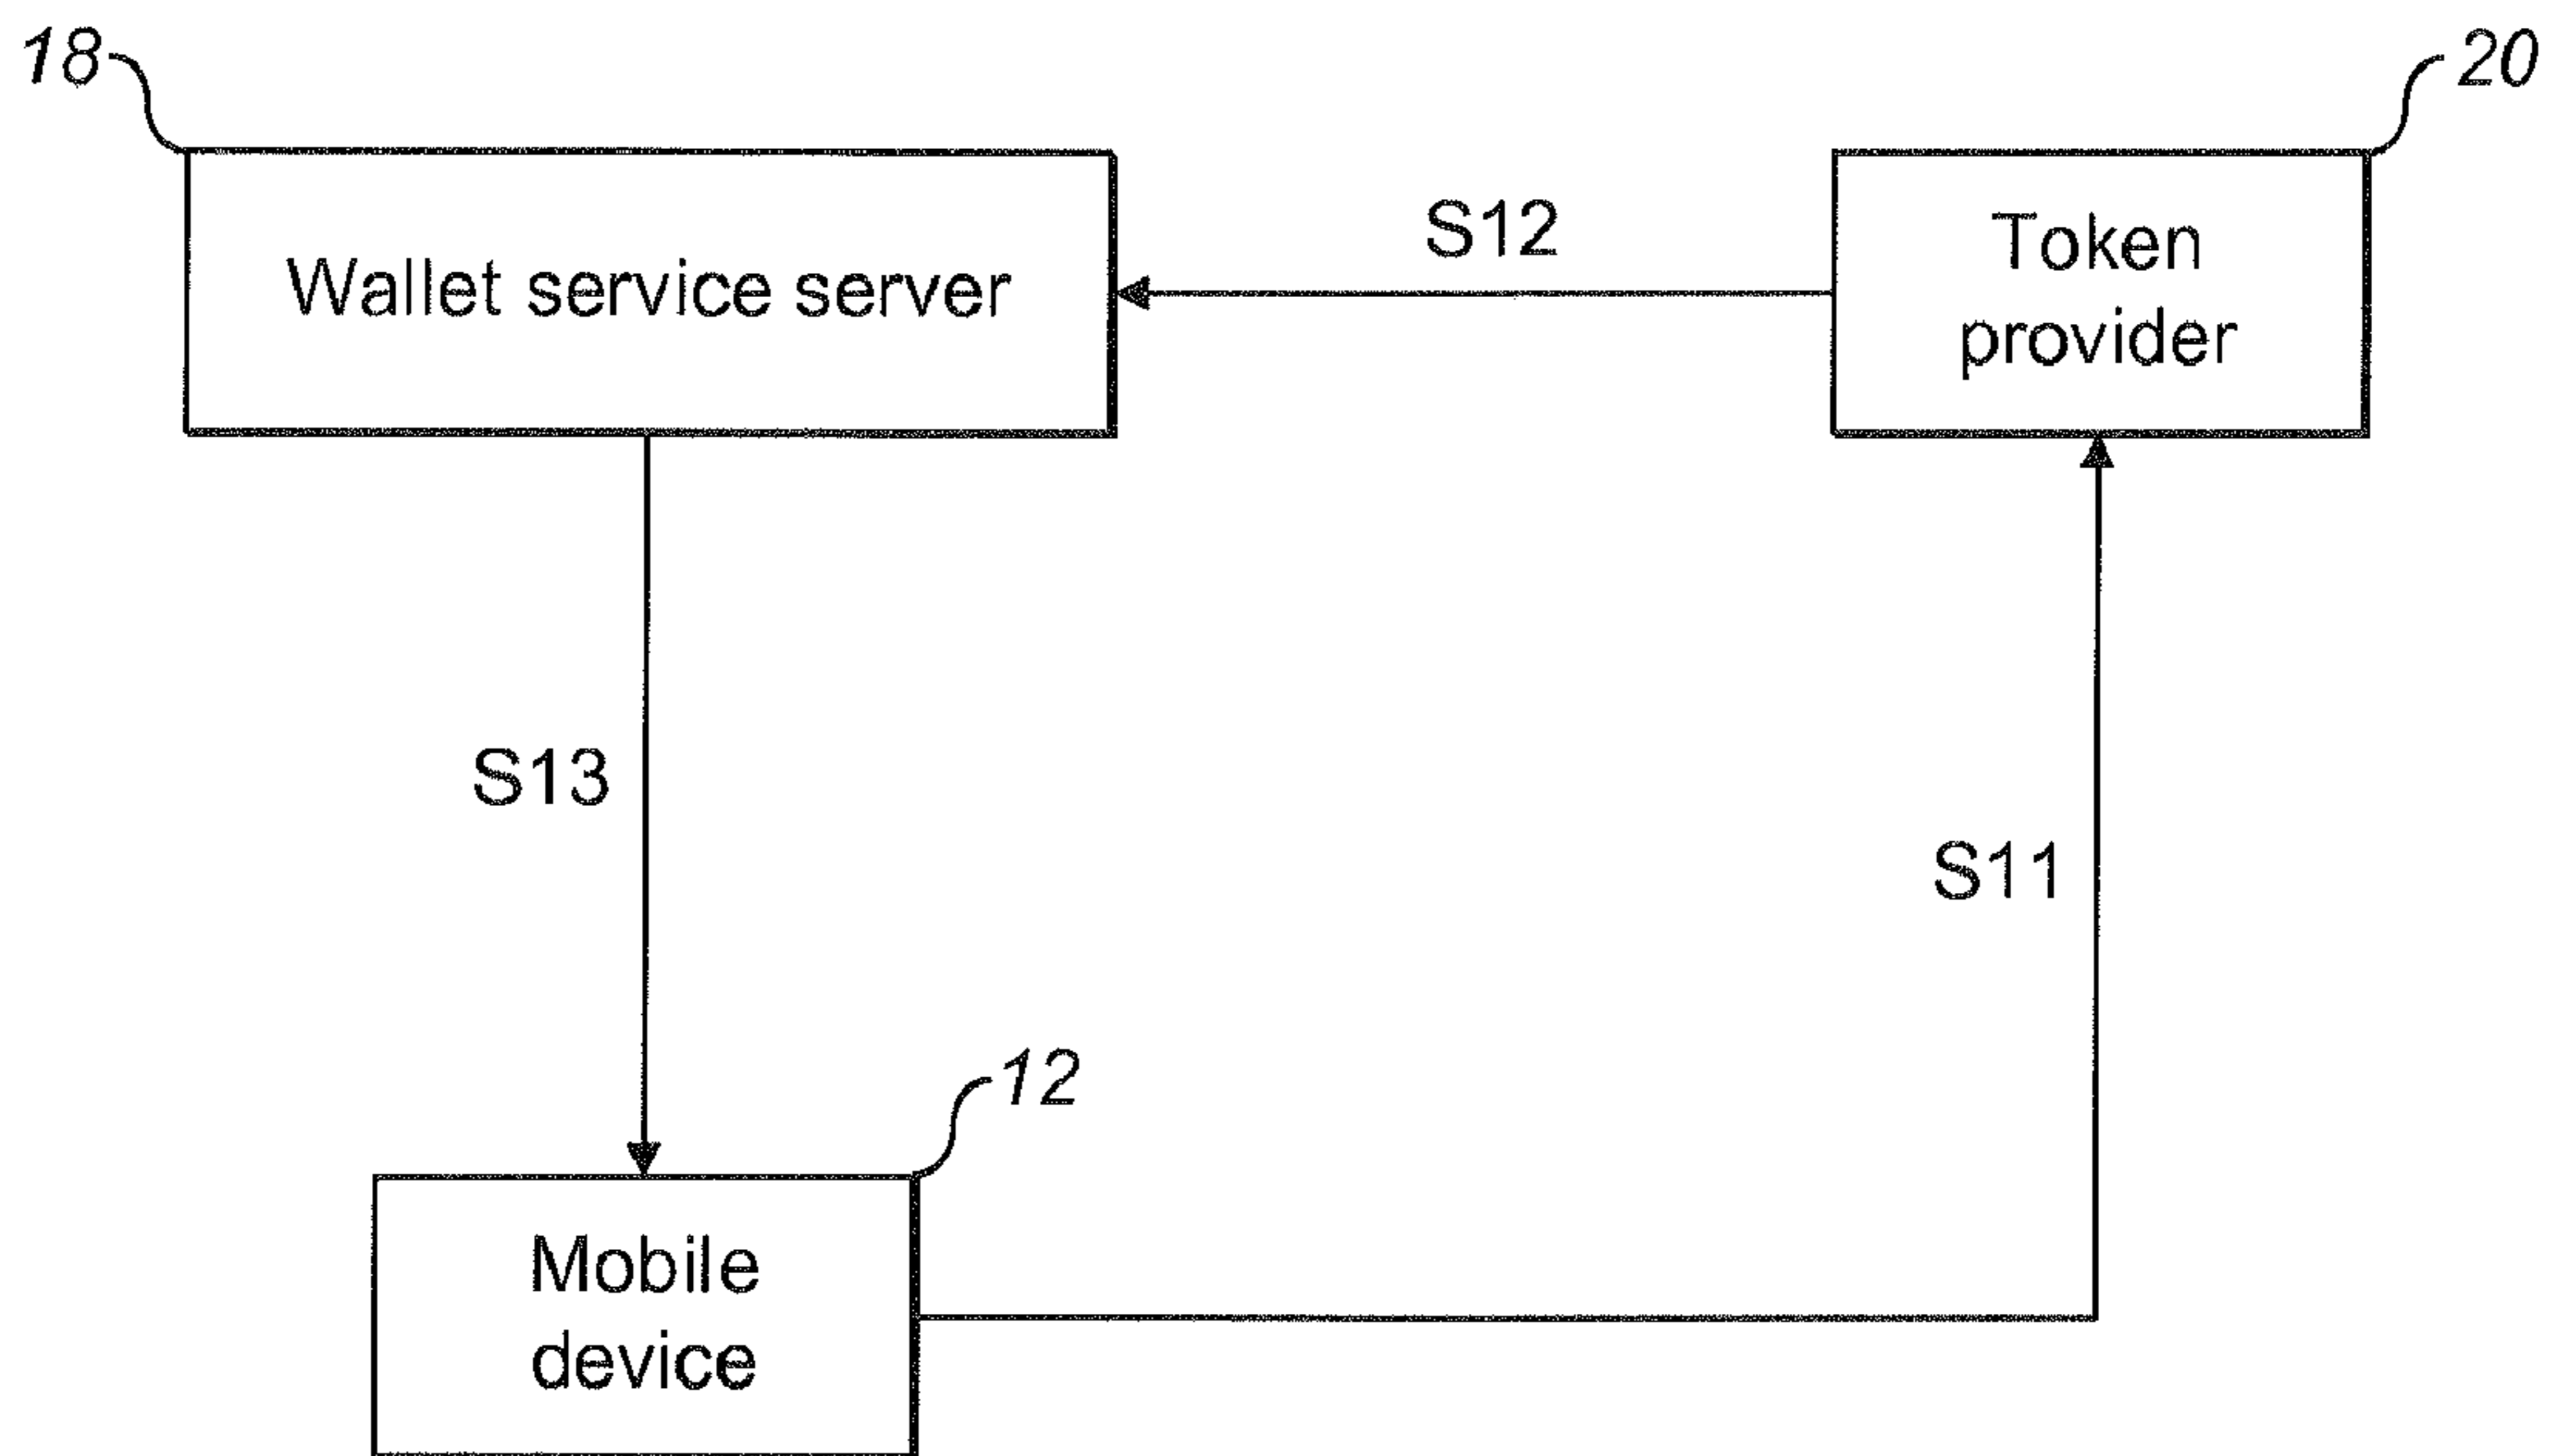 18
20
Wallet service server
S12
Token
provider
S13
S11
12
Mobile
device